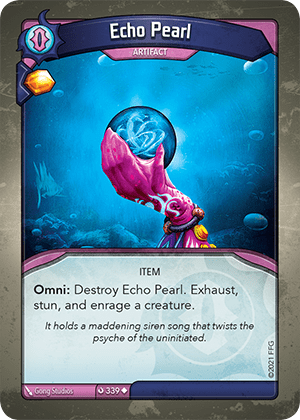 Echo Pearl
ARTIFACT
ITEM
Omni: Destroy Echo Pearl. Exhaust,
stun, and enrage a creature.
It holds a maddening siren song that twists the
psyche of the uninitiated.
Gong Studios
339
©2021 FFG